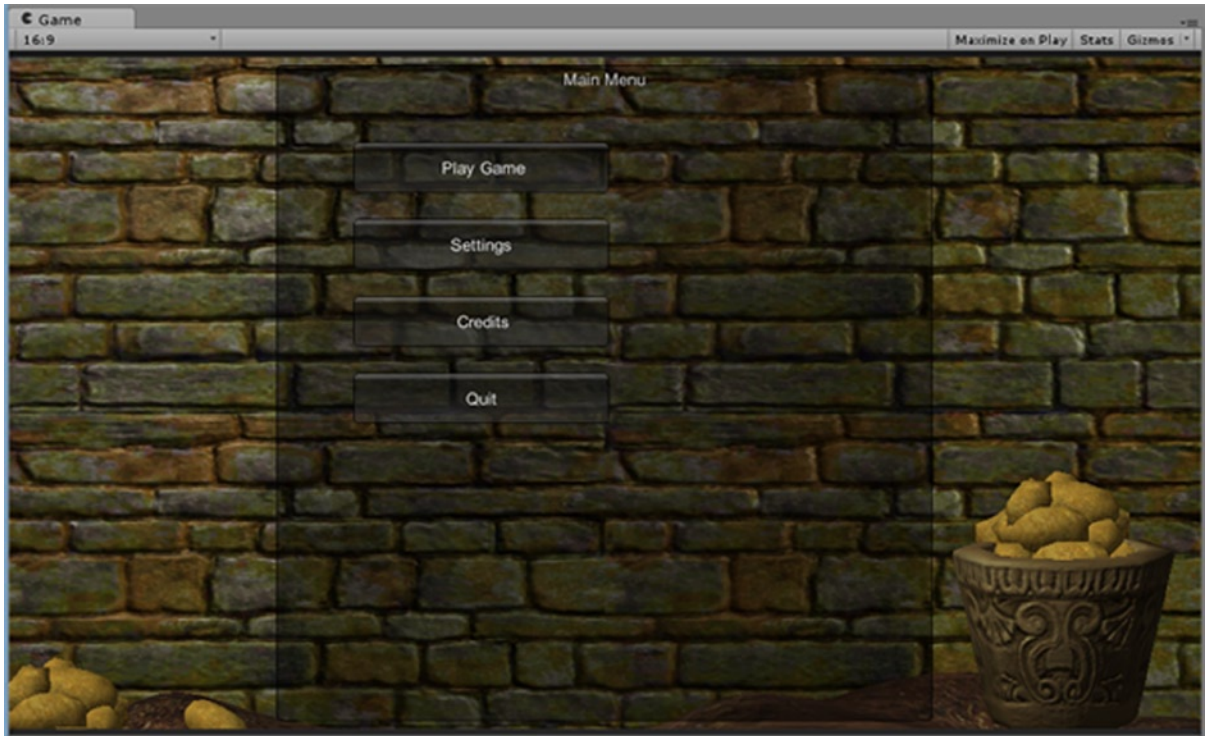 Game
16:9 Maximize on Play Stats Gizmos
Main Menu
Play Game
Settings
Credits
Quit